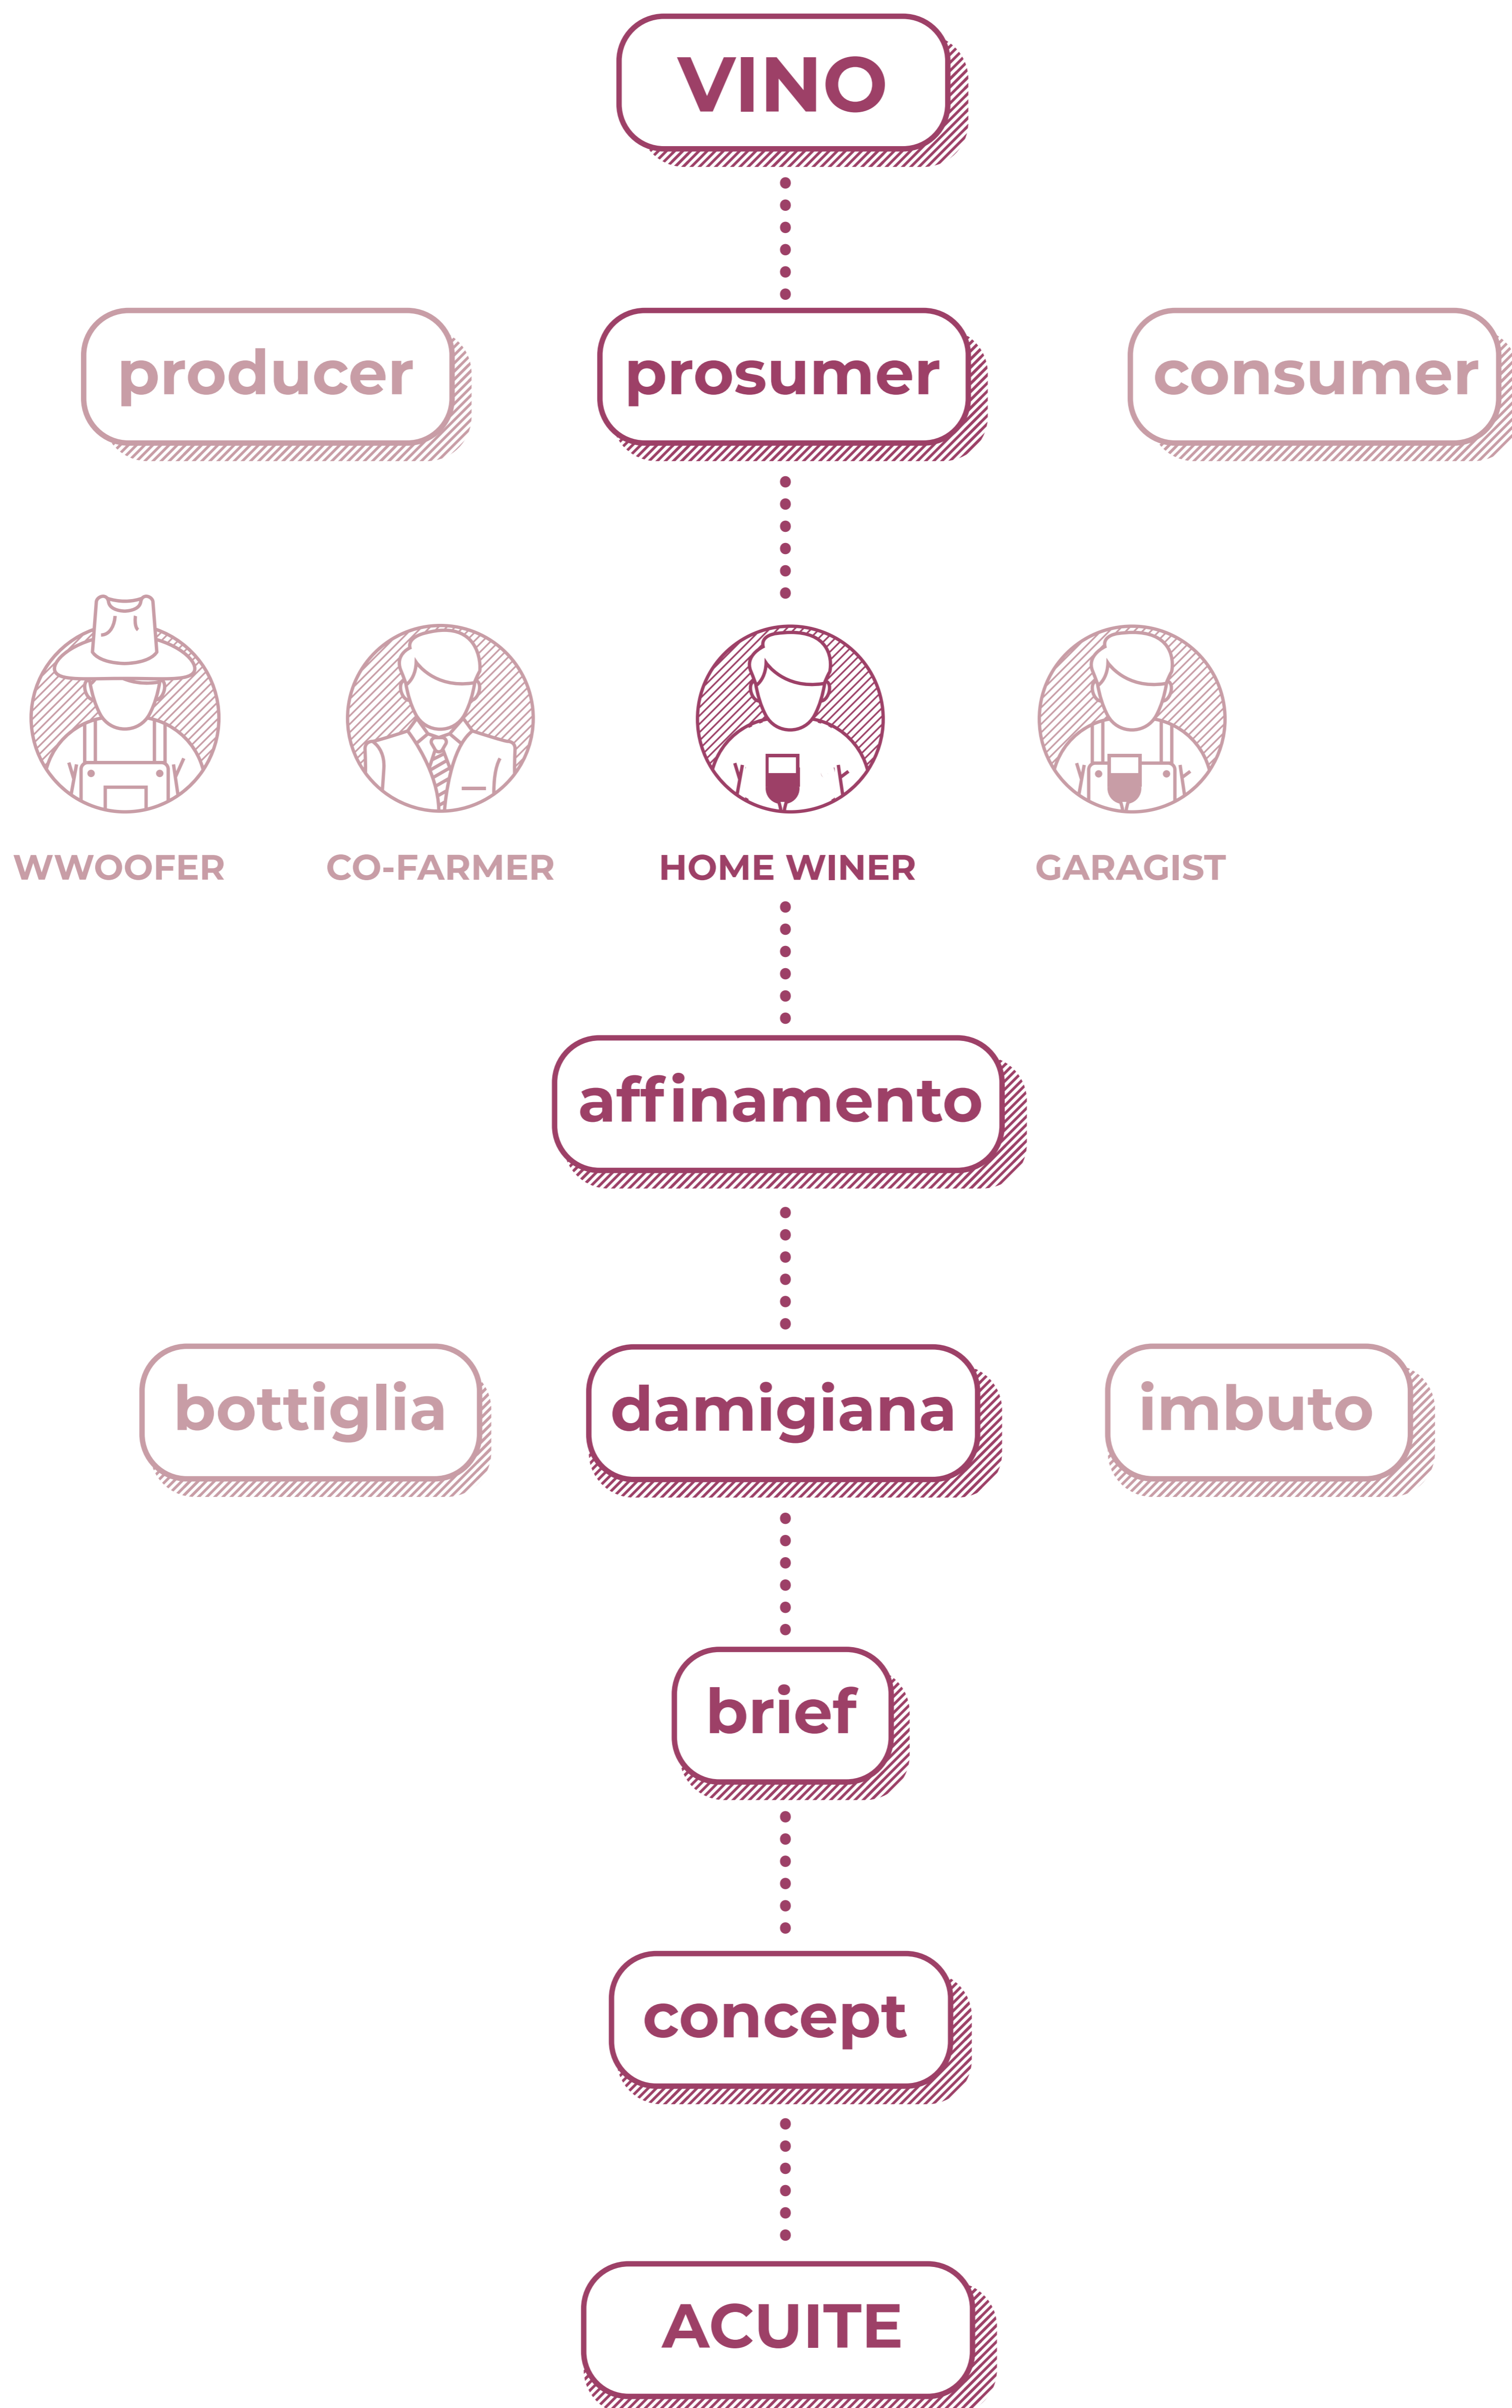 VINO
producer
prosumer
consumer
WWOOFER
CO-FARMER
HOME WINER
GARAGIST
affinamento
bottiglia
damigiana
imbuto
brief
concept
ACUITE